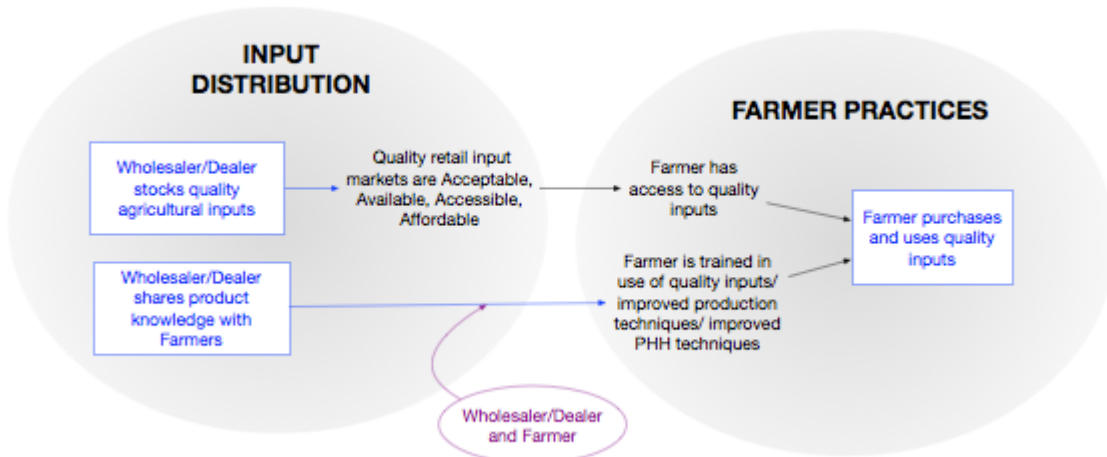 INPUT
DISTRIBUTION
FARMER PRACTICES
Wholesaler/Dealer
stocks quality
agricultural inputs
Quality retail input
markets are Acceptable,
Available, Accessible,
Affordable
Farmer has
access to quality
inputs
Farmer purchases
and uses quality
inputs
Wholesaler/Dealer
shares product
knowledge with
Farmers
Farmer is trained in
use of quality inputs/
improved production
techniques/ improved
PHH techniques
Wholesaler/Dealer
and Farmer